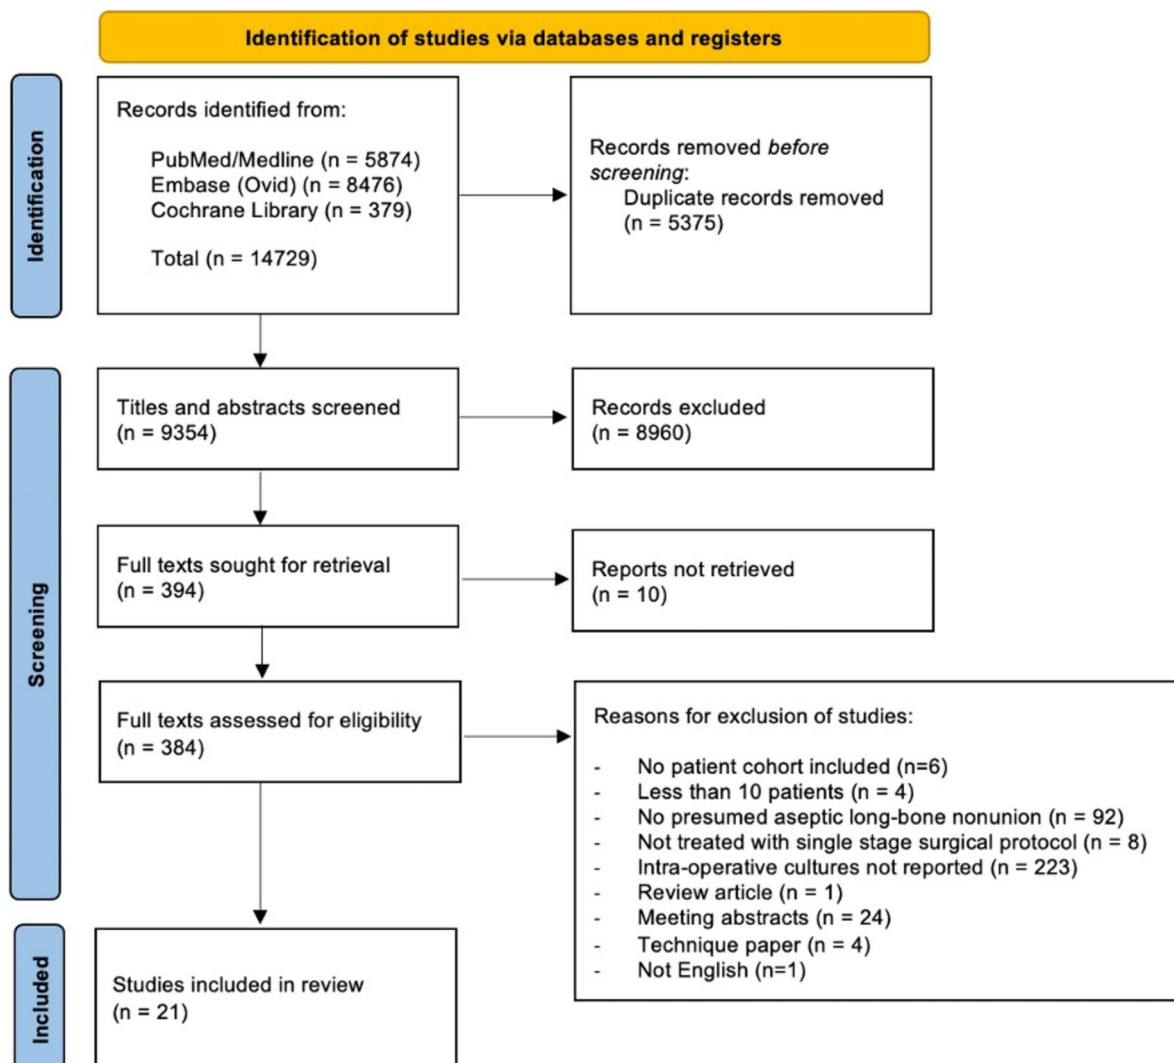 Identification of studies via databases and registers
Identification
Records identified from:
PubMed/Medline (n = 5874)
Embase (Ovid) (n = 8476)
Cochrane Library (n = 379)
Total (n = 14729)
Records removed before
screening:
Duplicate records removed
(n = 5375)
Screening
Titles and abstracts screened
(n = 9354)
Records excluded
(n = 8960)
Full texts sought for retrieval
(n = 394)
Reports not retrieved
(n = 10)
Full texts assessed for eligibility
(n = 384)
Reasons for exclusion of studies:
- No patient cohort included (n=6)
- Less than 10 patients (n = 4)
- No presumed aseptic long-bone nonunion (n = 92)
- Not treated with single stage surgical protocol (n = 8)
- Intra-operative cultures not reported (n = 223)
- Review article (n = 1)
- Meeting abstracts (n = 24)
- Technique paper (n = 4)
- Not English (n=1)
Included
Studies included in review
(n = 21)